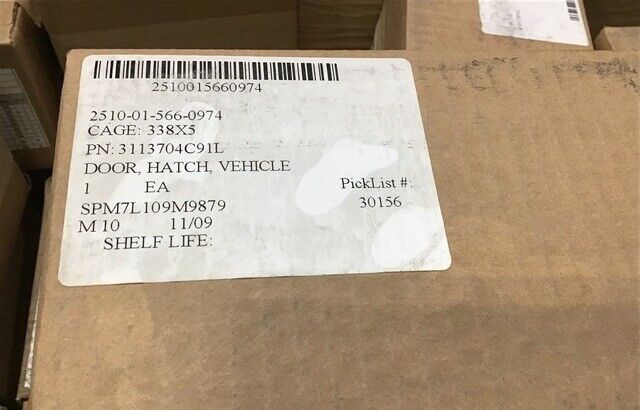 2510015660974
2510-01-566-0974
CAGE: 338X5
PN: 3113704C91L
DOOR, HATCH, VEHICLE
1 EA
PickList #:
SPM7L109M9879
30156
M 10 11/09
SHELF LIFE: